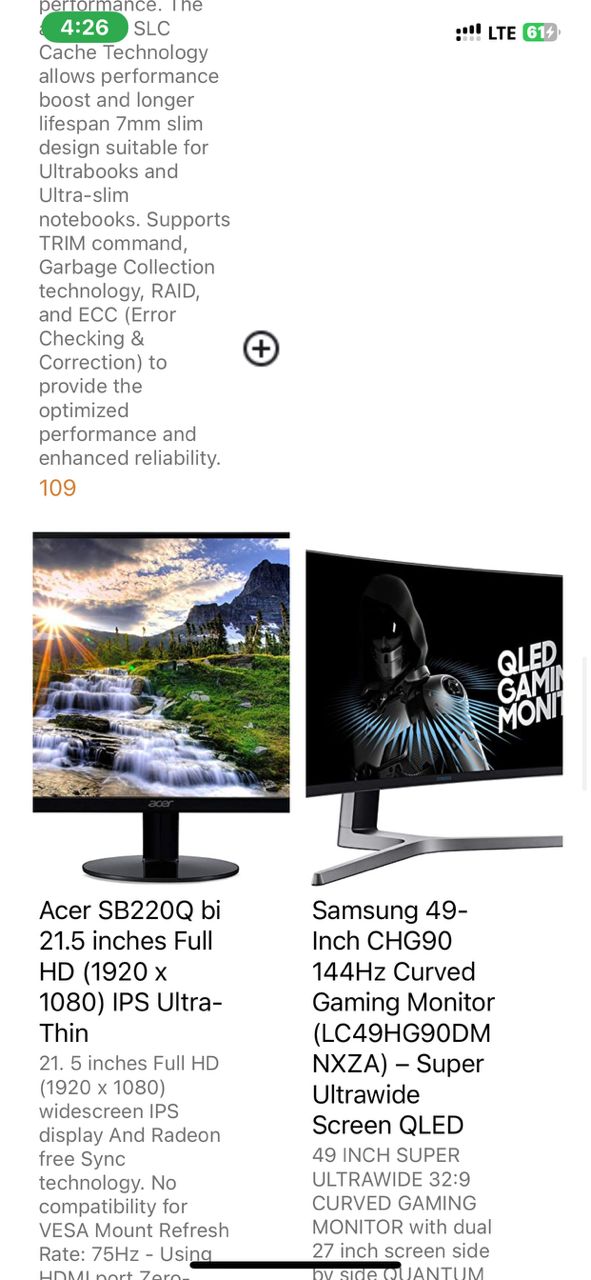 performance. The
4:26
SLC
LTE
61
Cache Technology
allows performance
boost and longer
lifespan 7mm slim
design suitable for
Ultrabooks and
Ultra-slim
notebooks. Supports
TRIM command,
Garbage Collection
technology, RAID,
and ECC (Error
Checking &
Correction) to
provide the
optimized
performance and
enhanced reliability.
109
acer
QLED
GAMIN
MONIT
Acer SB220Q bi
21.5 inches Full
HD (1920 x
1080) IPS Ultra-
Thin
21. 5 inches Full HD
(1920 x 1080)
widescreen IPS
display And Radeon
free Sync
technology. No
compatibility for
VESA Mount Refresh
Rate: 75Hz - Using
HDMI port Zero-
Samsung 49-
Inch CHG90
144Hz Curved
Gaming Monitor
(LC49HG90DM
NXZA) – Super
Ultrawide
Screen QLED
49 INCH SUPER
ULTRAWIDE 32:9
CURVED GAMING
MONITOR with dual
27 inch screen side
by side QUANTUM